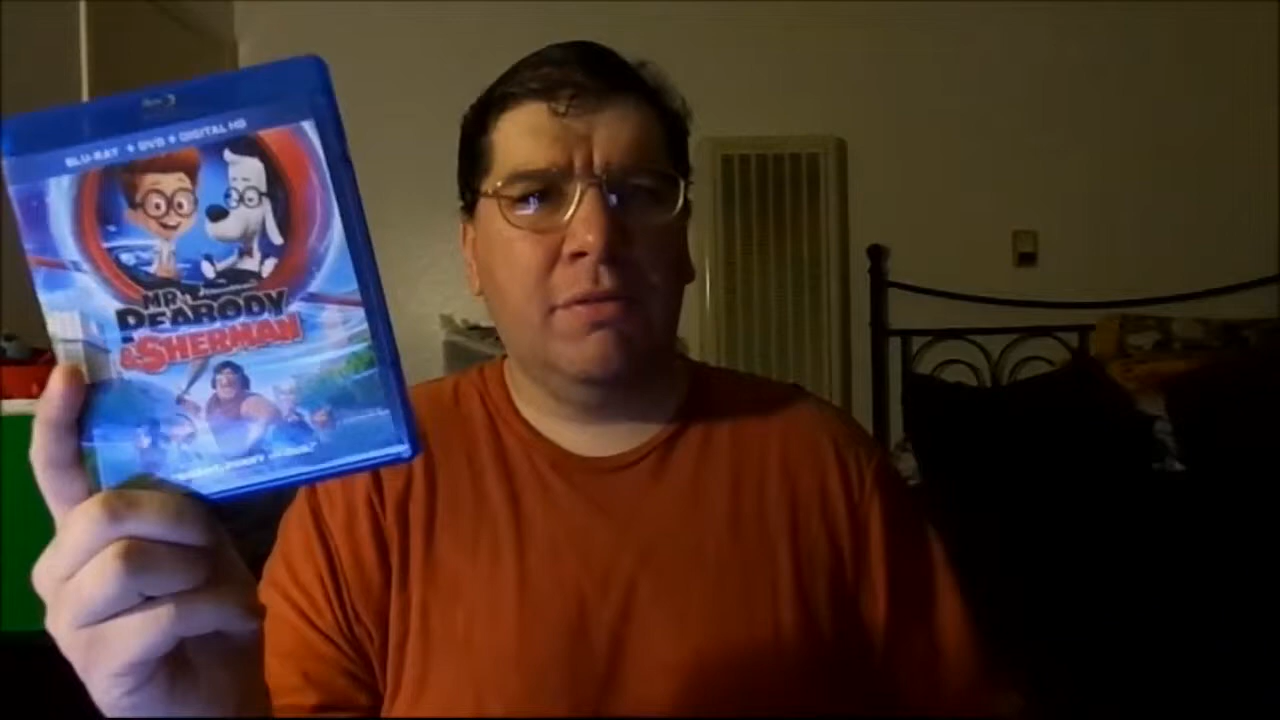 BLU-RAY + DVD + DIGITAL HD
MR.
PEABODY
& SHERMAN